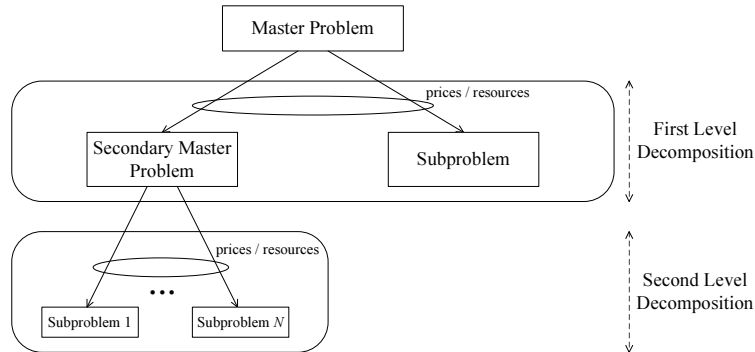 Master Problem
prices / resources
Secondary Master
Problem
Subproblem
First Level
Decomposition
prices / resources
...
Subproblem 1
Subproblem N
Second Level
Decomposition